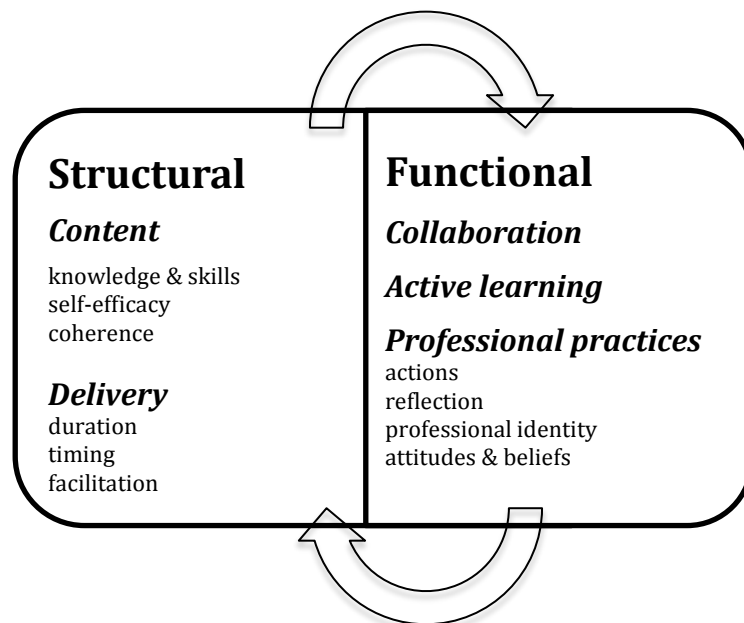 Structural
Content
knowledge & skills
self-efficacy
coherence
Delivery
duration
timing
facilitation
Functional
Collaboration
Active learning
Professional practices
actions
reflection
professional identity
attitudes & beliefs